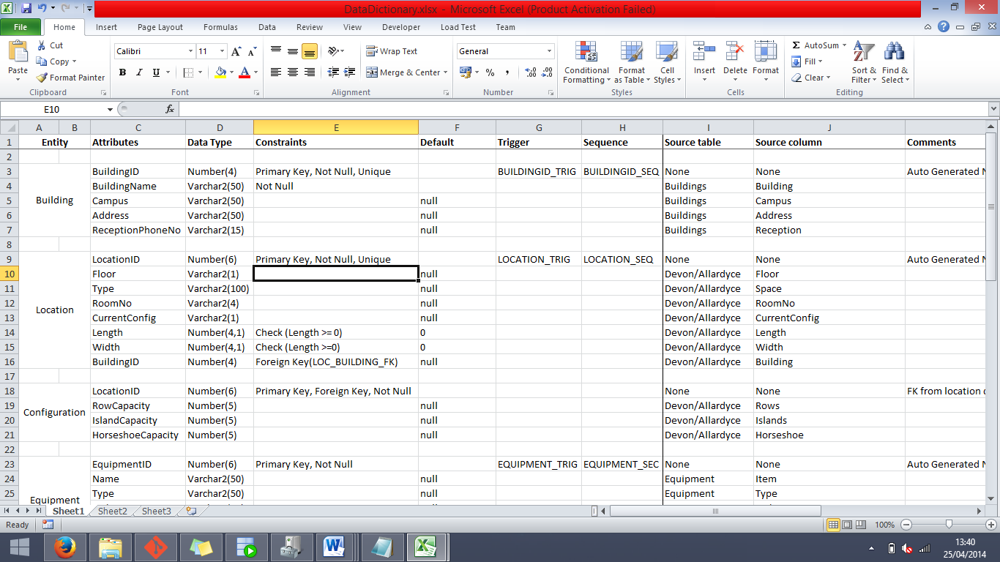 DataDictionary.xlsx - Microsoft Excel (Product Activation Failed)
File Home Insert Page Layout Formulas Data Review View Developer Load Test Team
Paste Cut Copy Format Painter Clipboard
Calibri 11 B I U Font
Wrap Text Merge & Center Alignment
General % , Number
Conditional Formatting Format as Table Cell Styles Styles
Insert Delete Format Cells
AutoSum Fill Clear Sort & Filter Find & Select Editing
E10 fx
A B C D E F G H I J
1 Entity Attributes Data Type Constraints Default Trigger Sequence Source table Source column Comments
2
3 BuildingID Number(4) Primary Key, Not Null, Unique BUILDINGID_TRIG BUILDINGID_SEQ None None Auto Generated N
4 BuildingName Varchar2(50) Not Null Buildings Building
5 Building Campus Varchar2(50) null Buildings Campus
6 Address Varchar2(50) null Buildings Address
7 ReceptionPhoneNo Varchar2(15) null Buildings Reception
8
9 LocationID Number(6) Primary Key, Not Null, Unique LOCATION_TRIG LOCATION_SEQ None None Auto Generated N
10 Floor Varchar2(1) null Devon/Allardyce Floor
11 Type Varchar2(100) null Devon/Allardyce Space
12 Location RoomNo Varchar2(4) null Devon/Allardyce RoomNo
13 CurrentConfig Varchar2(1) null Devon/Allardyce CurrentConfig
14 Length Number(4,1) Check (Length >= 0) 0 Devon/Allardyce Length
15 Width Number(4,1) Check (Length >=0) 0 Devon/Allardyce Width
16 BuildingID Number(4) Foreign Key(LOC_BUILDING_FK) null Devon/Allardyce Building
17
18 LocationID Number(6) Primary Key, Foreign Key, Not Null None None FK from location
19 Configuration RowCapacity Number(5) null Devon/Allardyce Rows
20 IslandCapacity Number(5) null Devon/Allardyce Islands
21 HorseshoeCapacity Number(5) null Devon/Allardyce Horseshoe
22
23 EquipmentID Number(6) Primary Key, Not Null EQUIPMENT_TRIG EQUIPMENT_SEC None None Auto Generated N
24 Name Varchar2(50) null Equipment Item
25 Equipment Type Varchar2(50) null Equipment Type
Sheet1 Sheet2 Sheet3
Ready 100%
13:40
25/04/2014